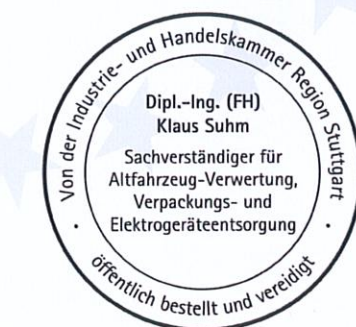 Von der Industrie- und Handelskammer Region Stuttgart
Dipl.-Ing. (FH)
Klaus Suhm
Sachverständiger für
Altfahrzeug-Verwertung,
Verpackungs- und
Elektrogeräteentsorgung
· öffentlich bestellt und vereidigt ·